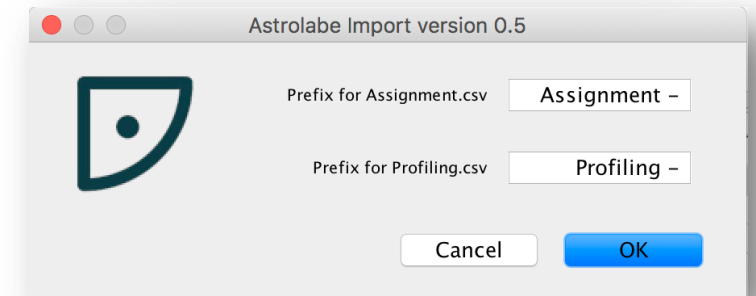 Astrolabe Import version 0.5
Prefix for Assignment.csv Assignment –
Prefix for Profiling.csv Profiling –
Cancel OK